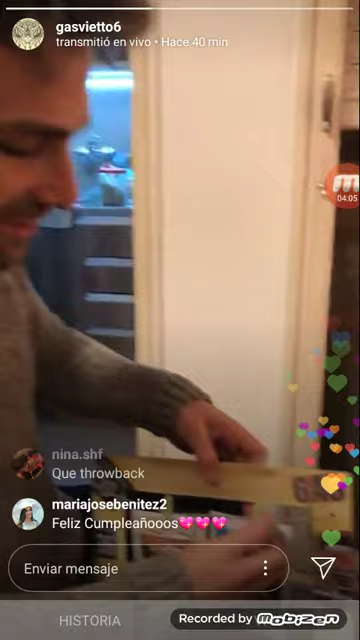 gasvietto6
transmitió en vivo • Hace 40 min
04:05
nina.shf
Que throwback
mariajosebenitez2
Feliz Cumpleañooos💖💖💖
Enviar mensaje
HISTORIA
Recorded by Mobizen